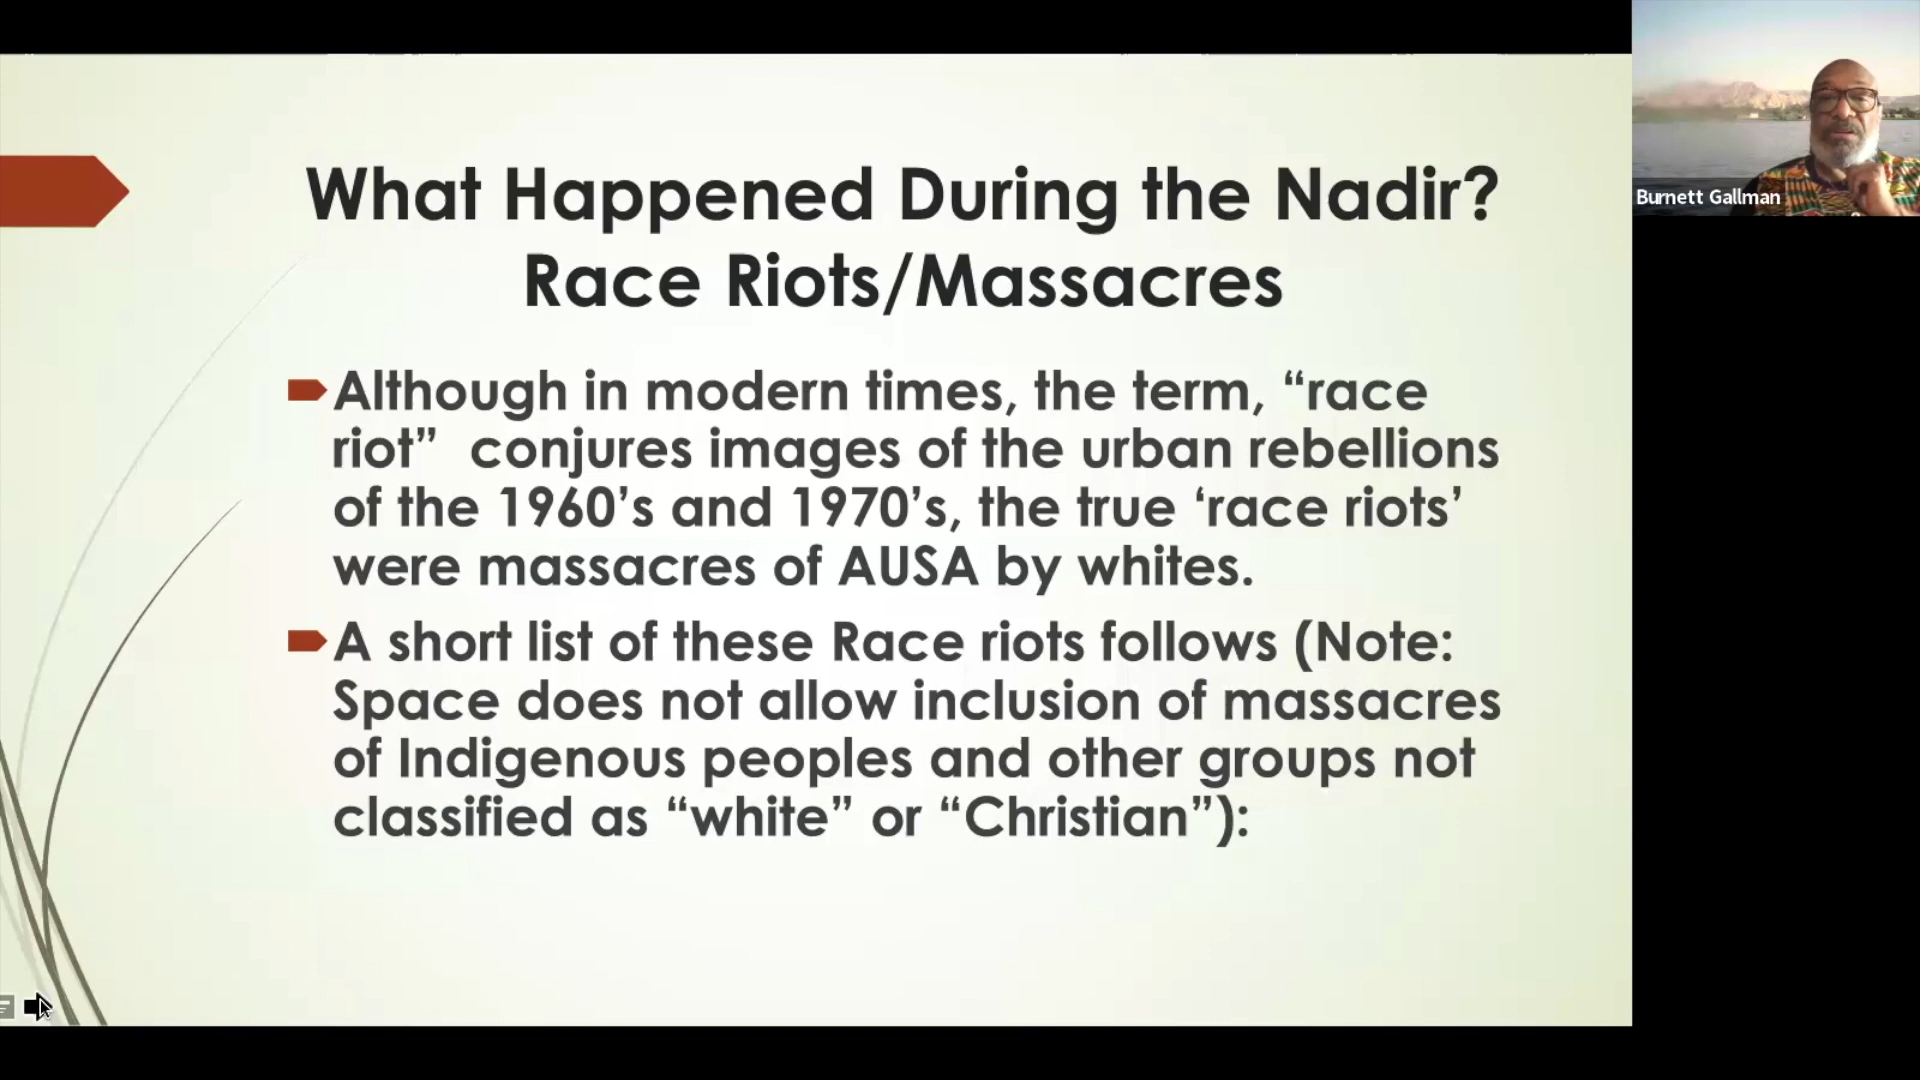 What Happened During the Nadir?
Race Riots/Massacres
Although in modern times, the term, “race
riot”  conjures images of the urban rebellions
of the 1960’s and 1970’s, the true ‘race riots’
were massacres of AUSA by whites.
A short list of these Race riots follows (Note:
Space does not allow inclusion of massacres
of Indigenous peoples and other groups not
classified as “white” or “Christian”):
Burnett Gallman